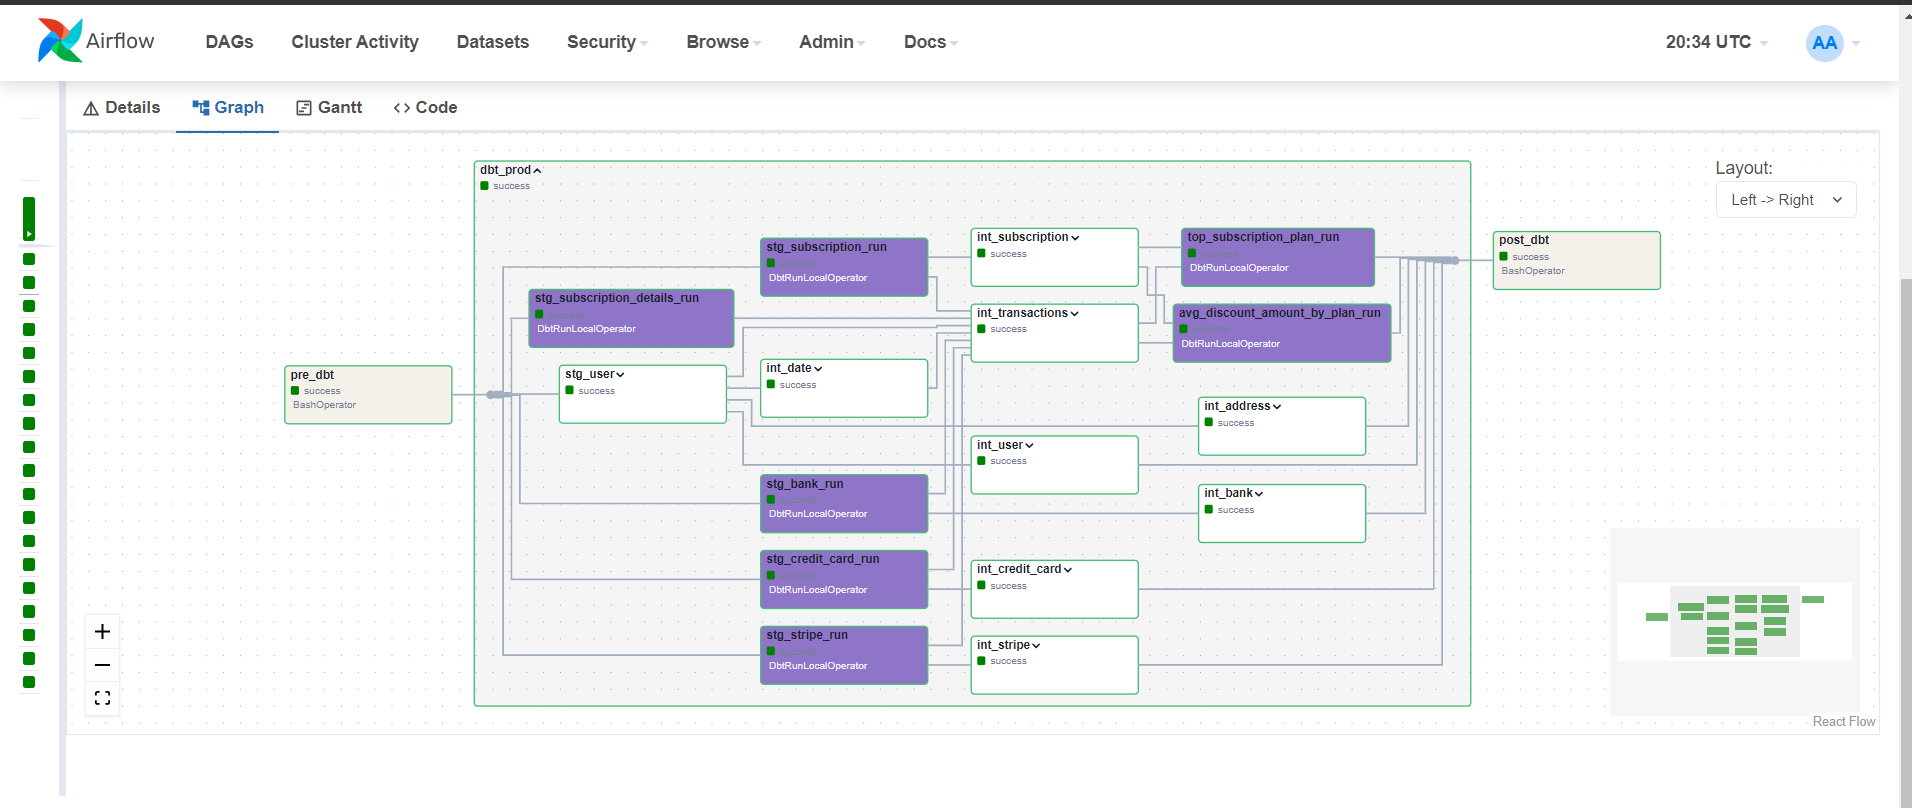 Airflow
DAGs
Cluster Activity
Datasets
Security
Browse
Admin
Docs
20:34 UTC
AA
Details
Graph
Gantt
Code
Layout:
Left -> Right
dbt_prod
success
pre_dbt
success
BashOperator
stg_subscription_details_run
success
DbtRunLocalOperator
stg_user
success
stg_subscription_run
success
DbtRunLocalOperator
int_date
success
stg_bank_run
success
DbtRunLocalOperator
stg_credit_card_run
success
DbtRunLocalOperator
stg_stripe_run
success
DbtRunLocalOperator
int_subscription
success
int_transactions
success
int_user
success
int_credit_card
success
int_stripe
success
top_subscription_plan_run
success
DbtRunLocalOperator
avg_discount_amount_by_plan_run
success
DbtRunLocalOperator
int_address
success
int_bank
success
post_dbt
success
BashOperator
React Flow